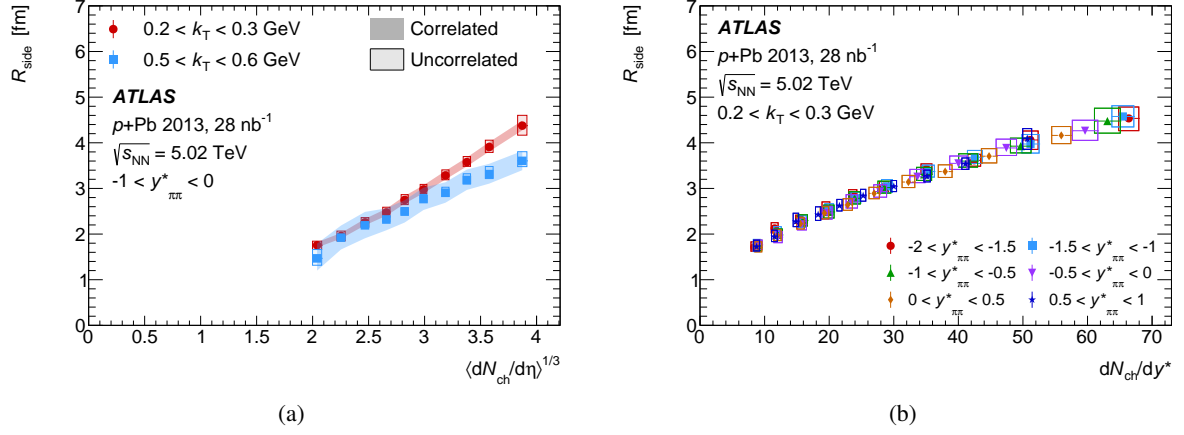 R_side [fm]
7
6
5
4
3
2
1
0
0.2 < k_T < 0.3 GeV
0.5 < k_T < 0.6 GeV
Correlated
Uncorrelated
ATLAS
p+Pb 2013, 28 nb⁻¹
√s_NN = 5.02 TeV
-1 < y*_ππ < 0
0 0.5 1 1.5 2 2.5 3 3.5 4
⟨dN_ch/dη⟩^1/3
(a)
R_side [fm]
7
6
5
4
3
2
1
0
ATLAS
p+Pb 2013, 28 nb⁻¹
√s_NN = 5.02 TeV
0.2 < k_T < 0.3 GeV
-2 < y*_ππ < -1.5
-1.5 < y*_ππ < -1
-1 < y*_ππ < -0.5
-0.5 < y*_ππ < 0
0 < y*_ππ < 0.5
0.5 < y*_ππ < 1
0 10 20 30 40 50 60 70
dN_ch/dy*
(b)